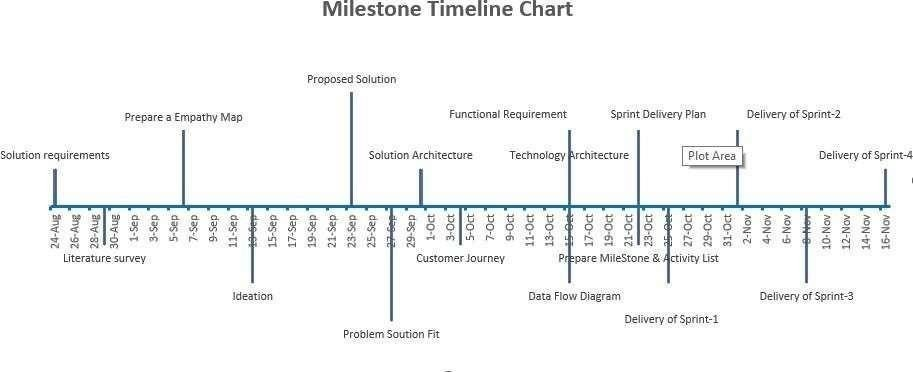 Milestone Timeline Chart
Proposed Solution
Prepare a Empathy Map
Functional Requirement
Sprint Delivery Plan
Delivery of Sprint-2
Solution requirements
Solution Architecture
Technology Architecture
Plot Area
Delivery of Sprint-4
24-Aug
26-Aug
28-Aug
30-Aug
1-Sep
3-Sep
5-Sep
7-Sep
9-Sep
11-Sep
13-Sep
15-Sep
17-Sep
19-Sep
21-Sep
23-Sep
25-Sep
27-Sep
29-Sep
1-Oct
3-Oct
5-Oct
7-Oct
9-Oct
11-Oct
13-Oct
15-Oct
17-Oct
19-Oct
21-Oct
23-Oct
25-Oct
27-Oct
29-Oct
31-Oct
2-Nov
4-Nov
6-Nov
8-Nov
10-Nov
12-Nov
14-Nov
16-Nov
Literature survey
Customer Journey
Prepare MileStone & Activity List
Ideation
Data Flow Diagram
Delivery of Sprint-3
Delivery of Sprint-1
Problem Soution Fit